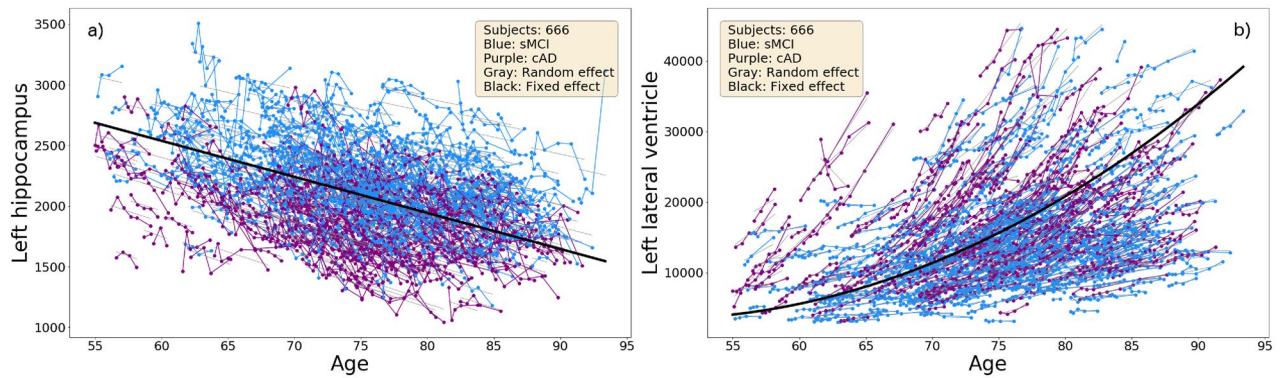 a)
Subjects: 666
Blue: sMCI
Purple: cAD
Gray: Random effect
Black: Fixed effect
Left hippocampus
3500
3000
2500
2000
1500
1000
55 60 65 70 75 80 85 90 95
Age
b)
Subjects: 666
Blue: sMCI
Purple: cAD
Gray: Random effect
Black: Fixed effect
Left lateral ventricle
40000
30000
20000
10000
55 60 65 70 75 80 85 90 95
Age